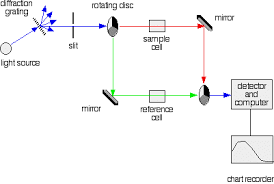 diffraction
grating
rotating disc
mirror
slit
sample
cell
light source
mirror
reference
cell
detector
and
computer
chart recorder